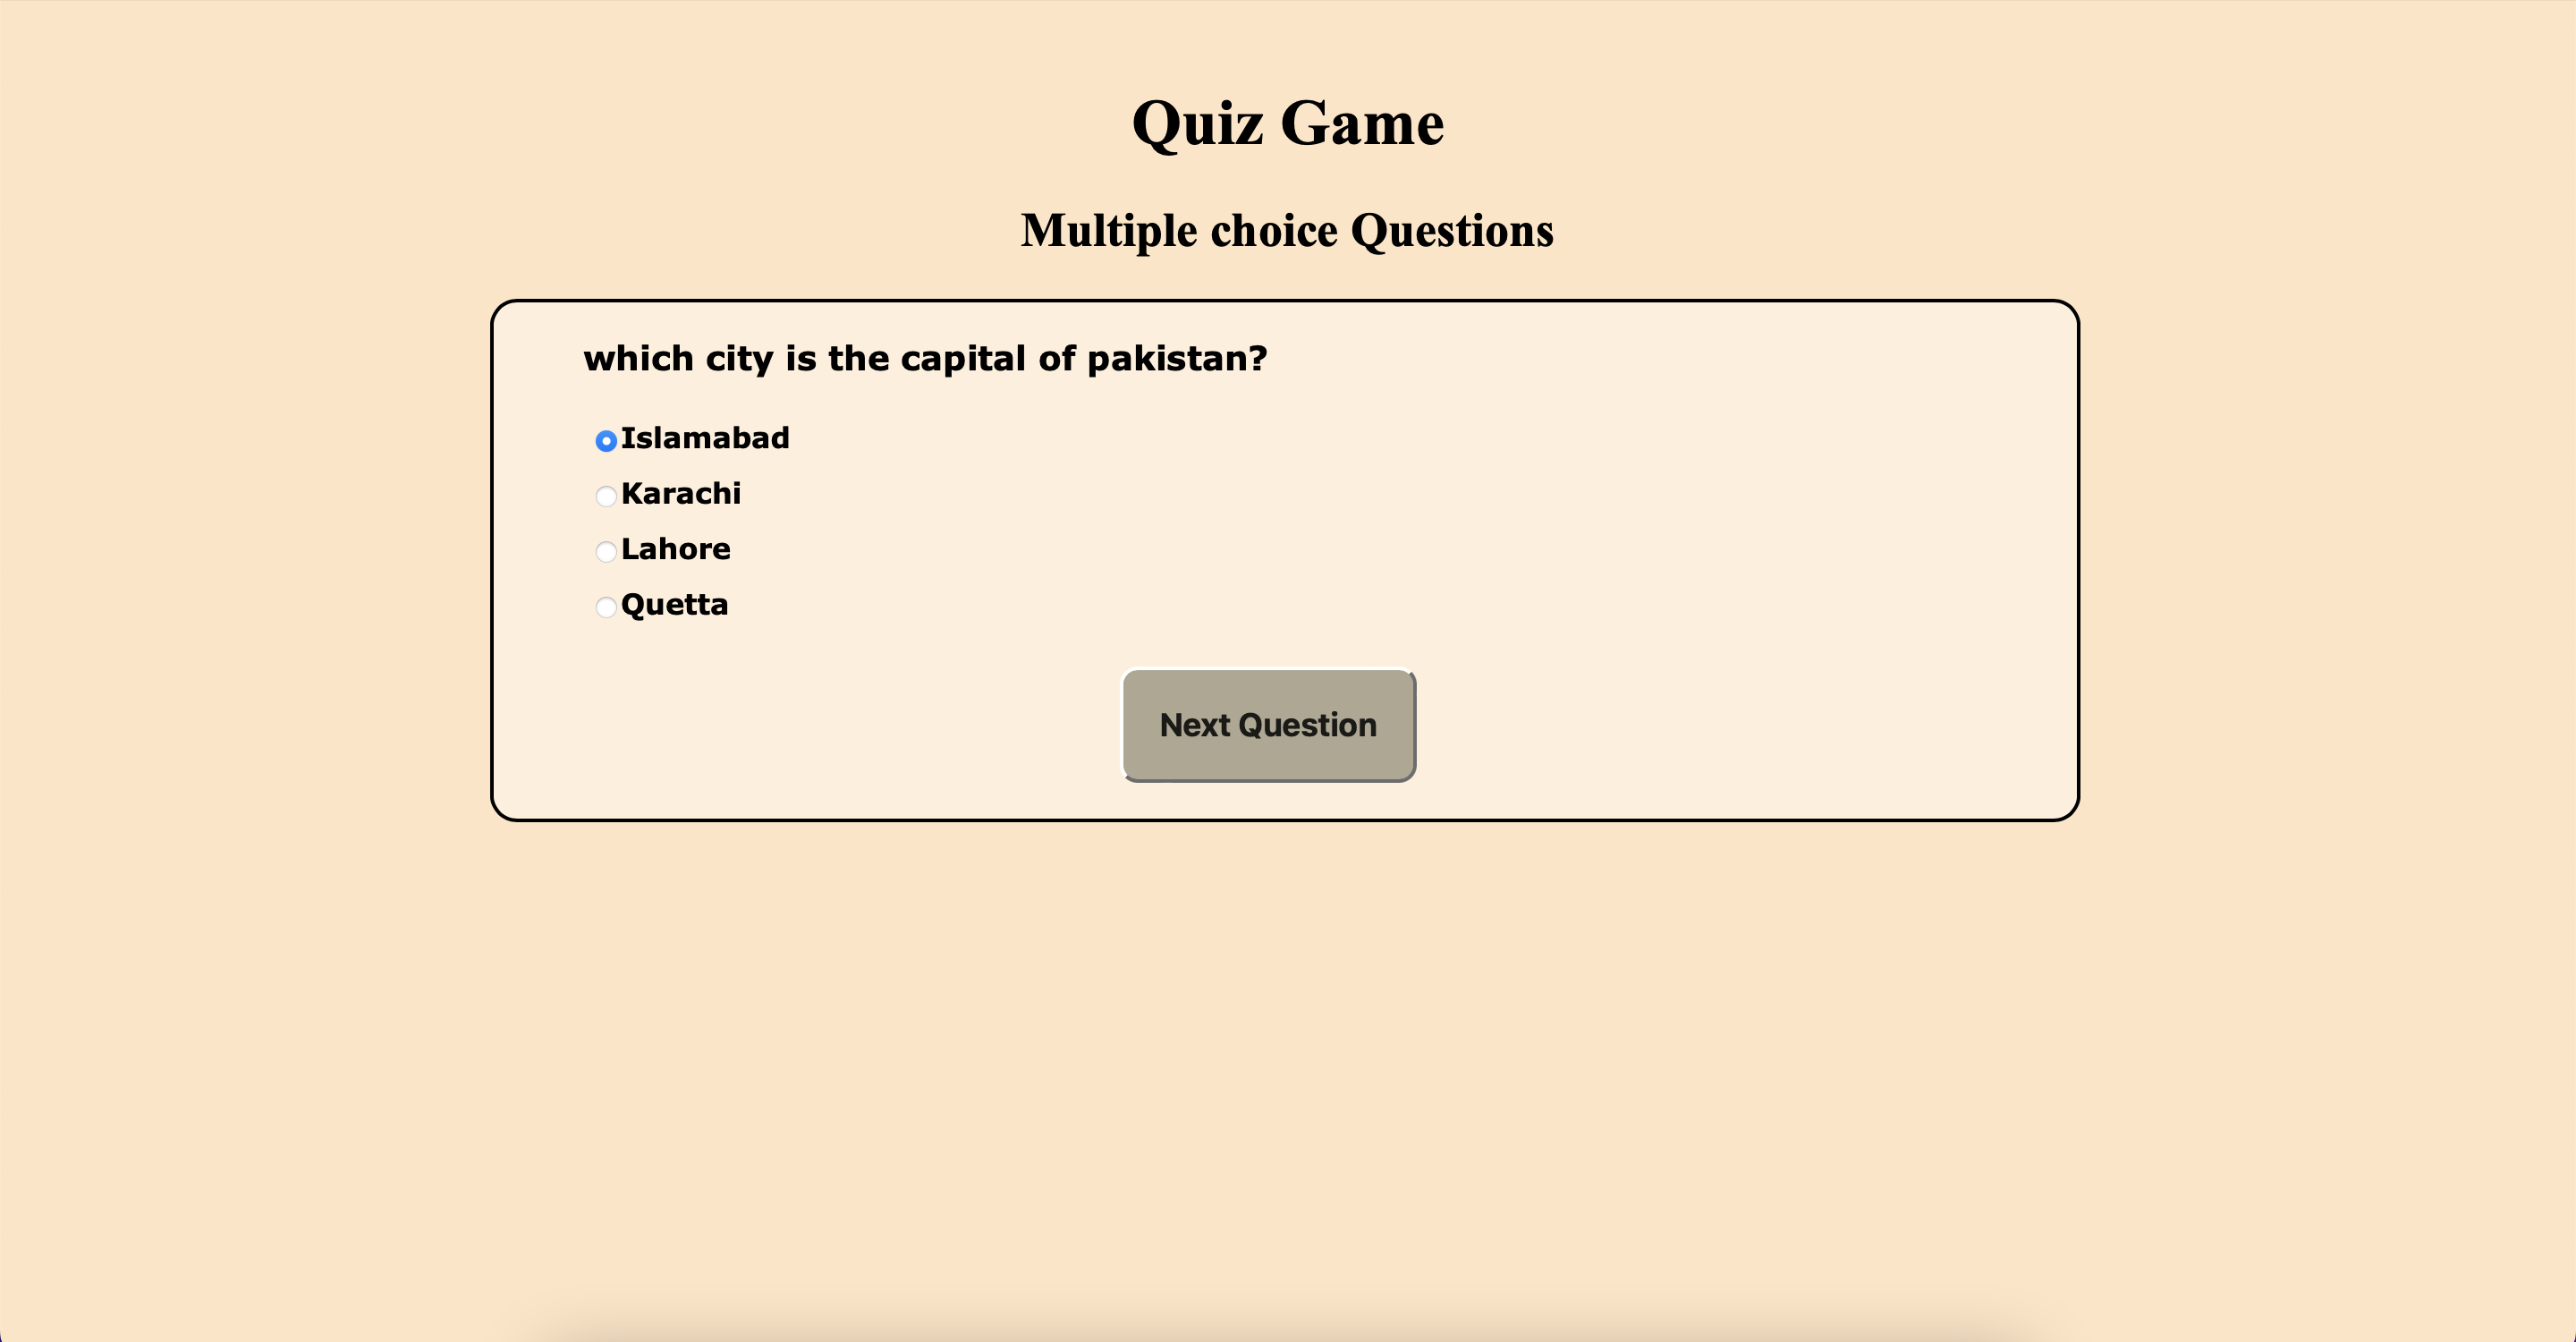 Quiz Game
Multiple choice Questions
which city is the capital of pakistan?
Islamabad
Karachi
Lahore
Quetta
Next Question